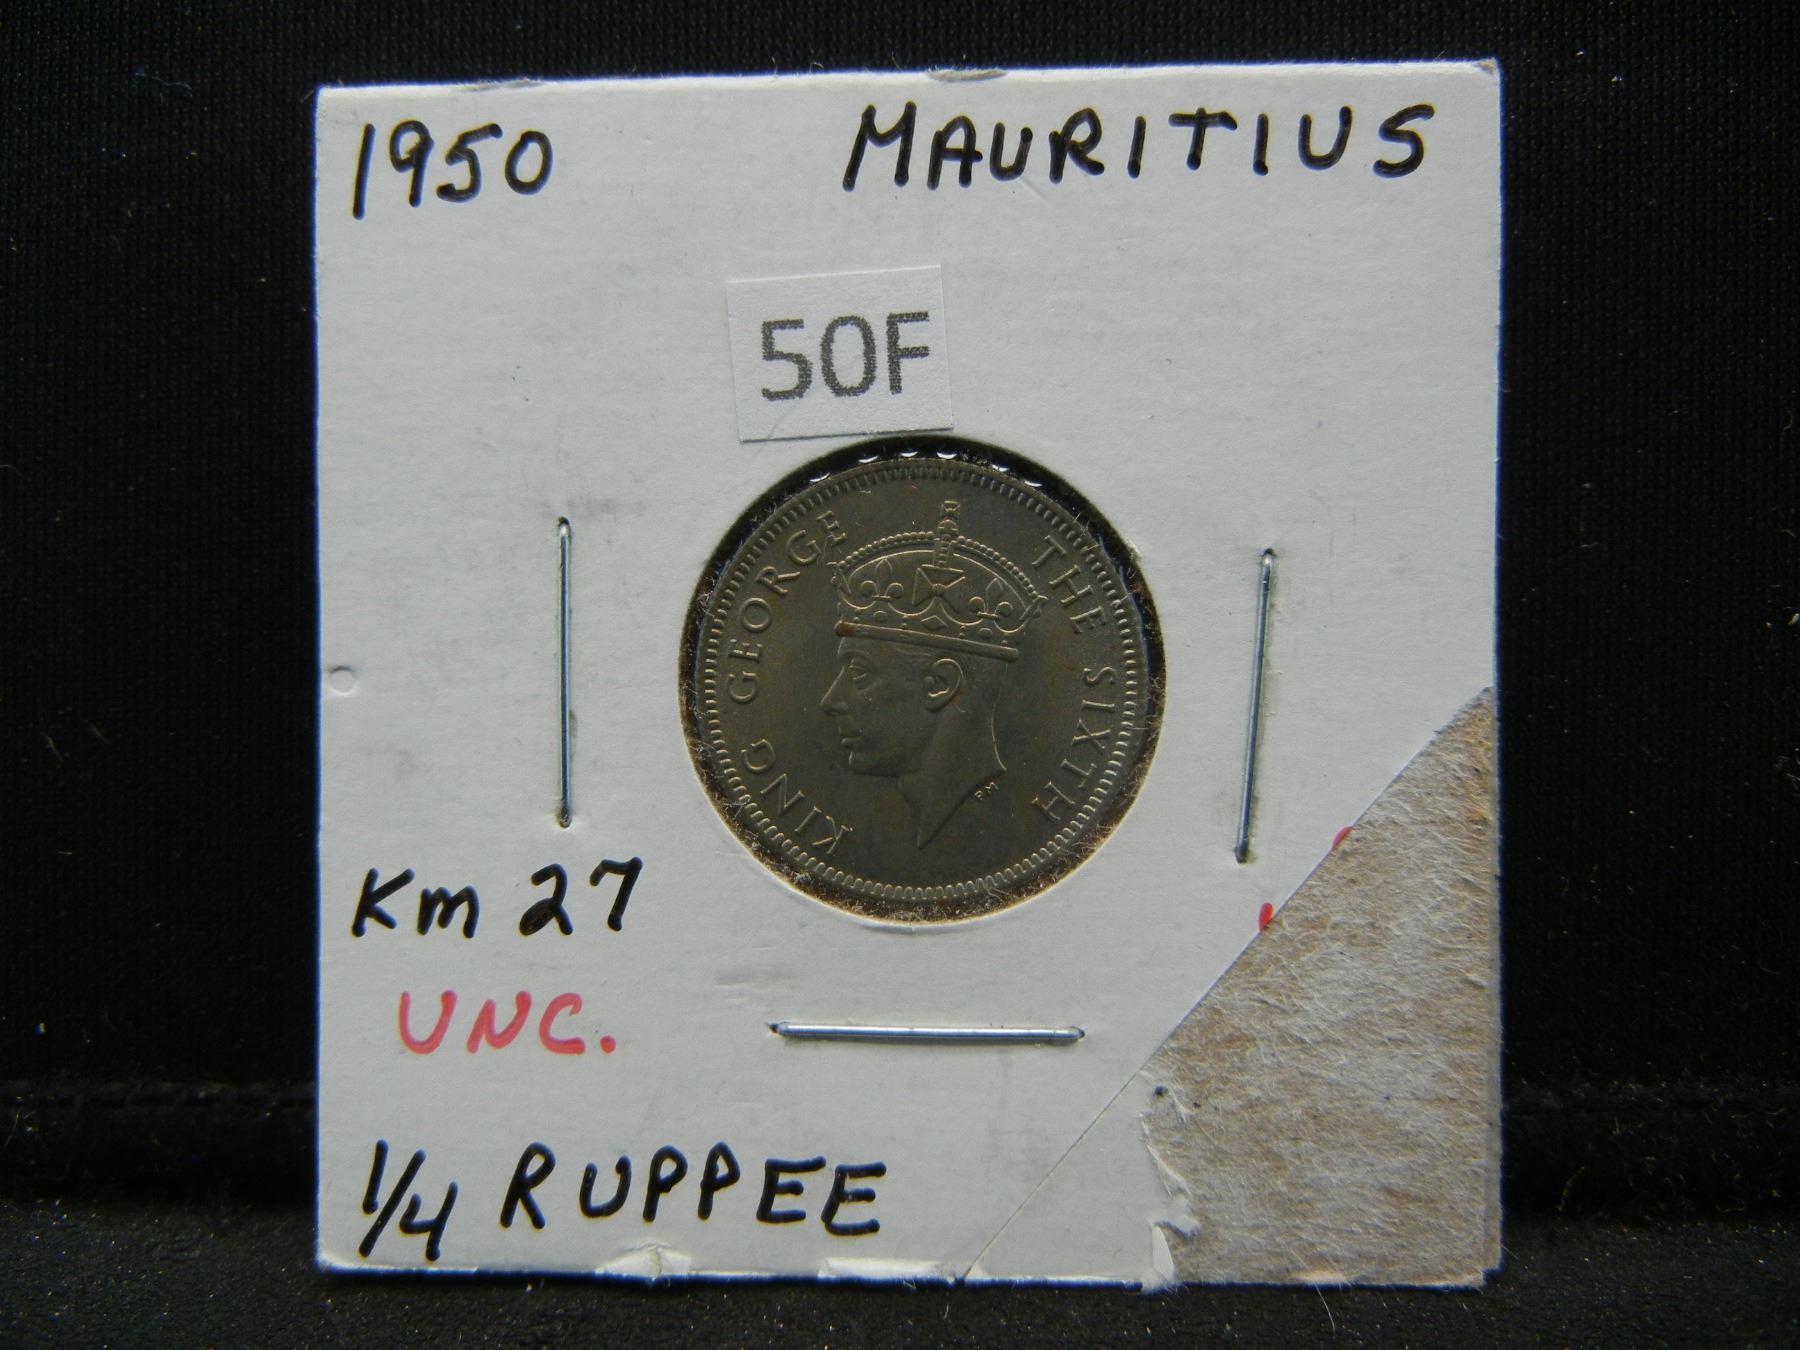 1950 MAURITIUS
50F
KING GEORGE THE SIXTH
PM
Km 27
UNC.
1/4 RUPPEE